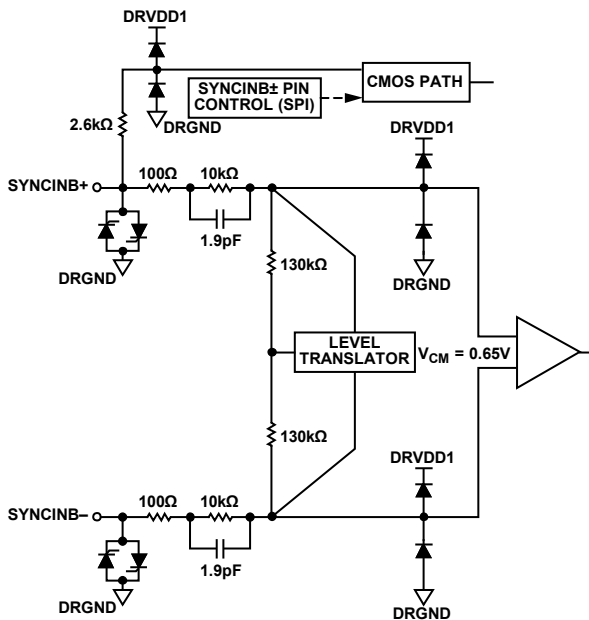 DRVDD1
CMOS PATH
SYNCINB± PIN
CONTROL (SPI)
2.6kΩ
DRGND
DRVDD1
100Ω
10kΩ
SYNCINB+
1.9pF
DRGND
130kΩ
DRGND
LEVEL
TRANSLATOR
VCM = 0.65V
130kΩ
DRVDD1
100Ω
10kΩ
SYNCINB–
1.9pF
DRGND
DRGND